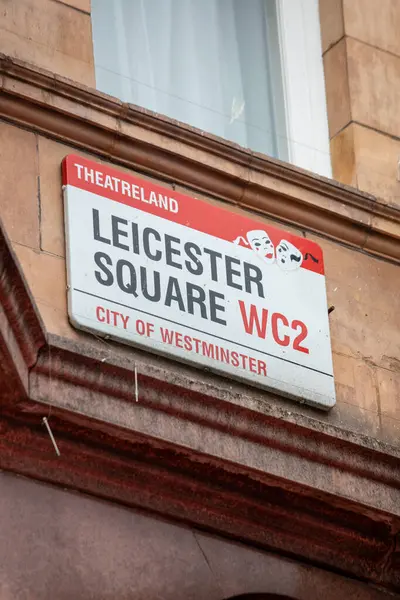 THEATRELAND
LEICESTER
SQUARE WC2
CITY OF WESTMINSTER